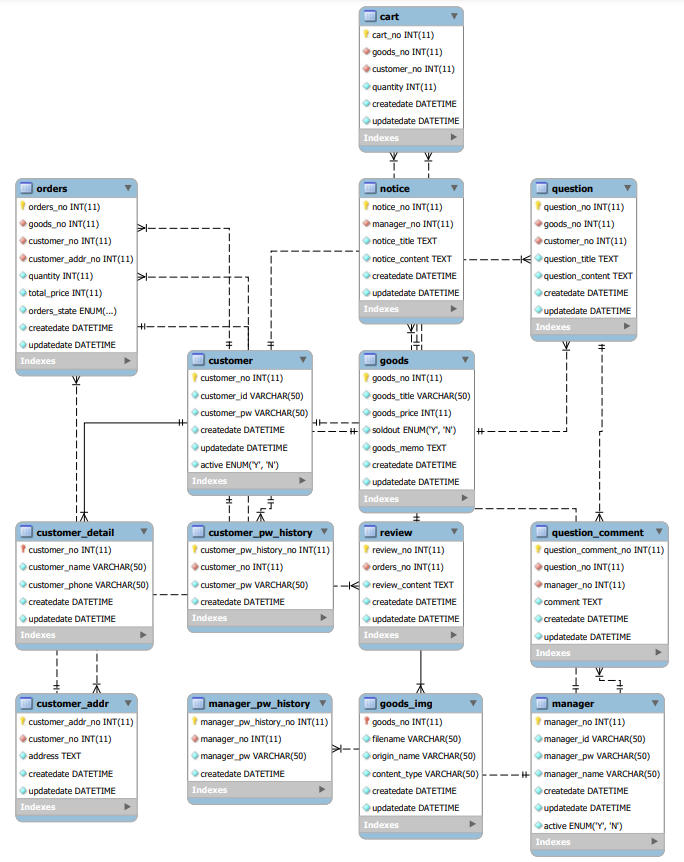 cart
cart_no INT(11)
goods_no INT(11)
customer_no INT(11)
quantity INT(11)
createdate DATETIME
updatedate DATETIME
Indexes
orders
orders_no INT(11)
goods_no INT(11)
customer_no INT(11)
customer_addr_no INT(11)
quantity INT(11)
total_price INT(11)
orders_state ENUM(...)
createdate DATETIME
updatedate DATETIME
Indexes
notice
notice_no INT(11)
manager_no INT(11)
notice_title TEXT
notice_content TEXT
createdate DATETIME
updatedate DATETIME
Indexes
question
question_no INT(11)
goods_no INT(11)
customer_no INT(11)
question_title TEXT
question_content TEXT
createdate DATETIME
updatedate DATETIME
Indexes
customer
customer_no INT(11)
customer_id VARCHAR(50)
customer_pw VARCHAR(50)
createdate DATETIME
updatedate DATETIME
active ENUM('Y', 'N')
Indexes
goods
goods_no INT(11)
goods_title VARCHAR(50)
goods_price INT(11)
soldout ENUM('Y', 'N')
goods_memo TEXT
createdate DATETIME
updatedate DATETIME
Indexes
customer_detail
customer_no INT(11)
customer_name VARCHAR(50)
customer_phone VARCHAR(50)
createdate DATETIME
updatedate DATETIME
Indexes
customer_pw_history
customer_pw_history_no INT(11)
customer_no INT(11)
customer_pw VARCHAR(50)
createdate DATETIME
Indexes
review
review_no INT(11)
orders_no INT(11)
review_content TEXT
createdate DATETIME
updatedate DATETIME
Indexes
question_comment
question_comment_no INT(11)
question_no INT(11)
manager_no INT(11)
comment TEXT
createdate DATETIME
updatedate DATETIME
Indexes
customer_addr
customer_addr_no INT(11)
customer_no INT(11)
address TEXT
createdate DATETIME
updatedate DATETIME
Indexes
manager_pw_history
manager_pw_history_no INT(11)
manager_no INT(11)
manager_pw VARCHAR(50)
createdate DATETIME
Indexes
goods_img
goods_no INT(11)
filename VARCHAR(50)
origin_name VARCHAR(50)
content_type VARCHAR(50)
createdate DATETIME
updatedate DATETIME
Indexes
manager
manager_no INT(11)
manager_id VARCHAR(50)
manager_pw VARCHAR(50)
manager_name VARCHAR(50)
createdate DATETIME
updatedate DATETIME
active ENUM('Y', 'N')
Indexes